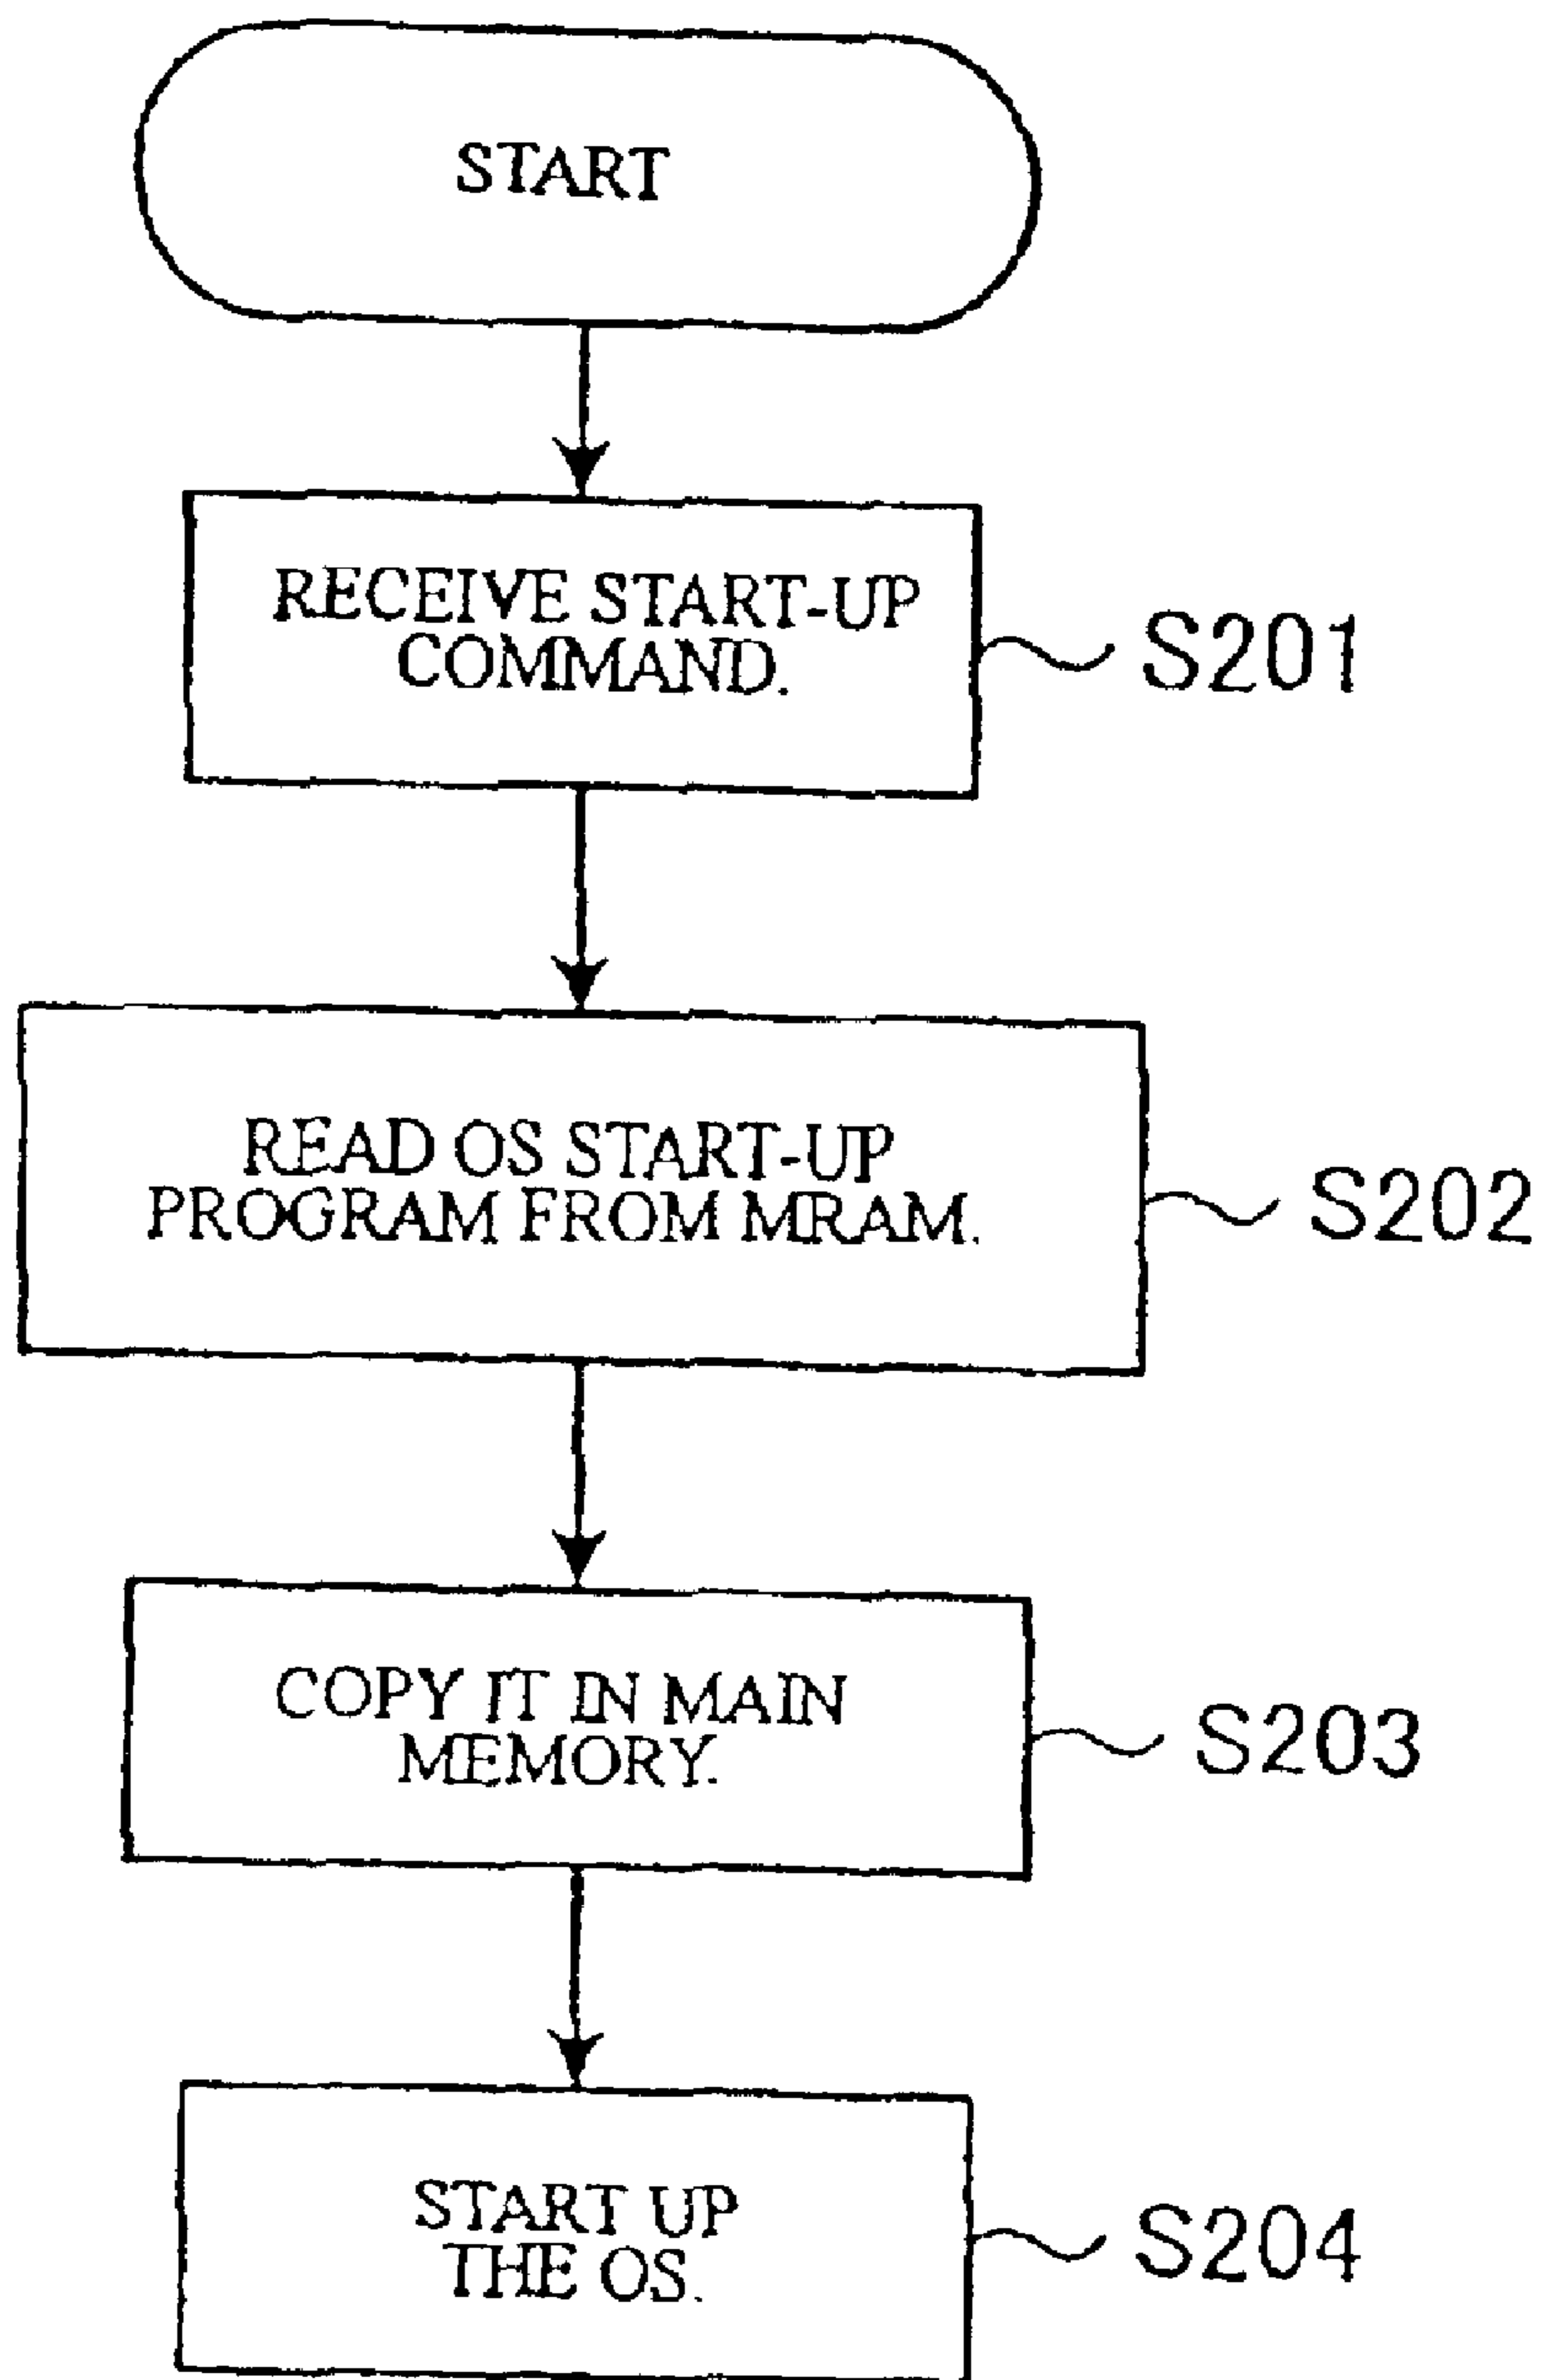 START
RECEIVE START-UP
COMMAND.
S201
READ OS START-UP
PROGRAM FROM MRAM.
S202
COPY IT IN MAIN
MEMORY.
S203
START UP
THE OS.
S204